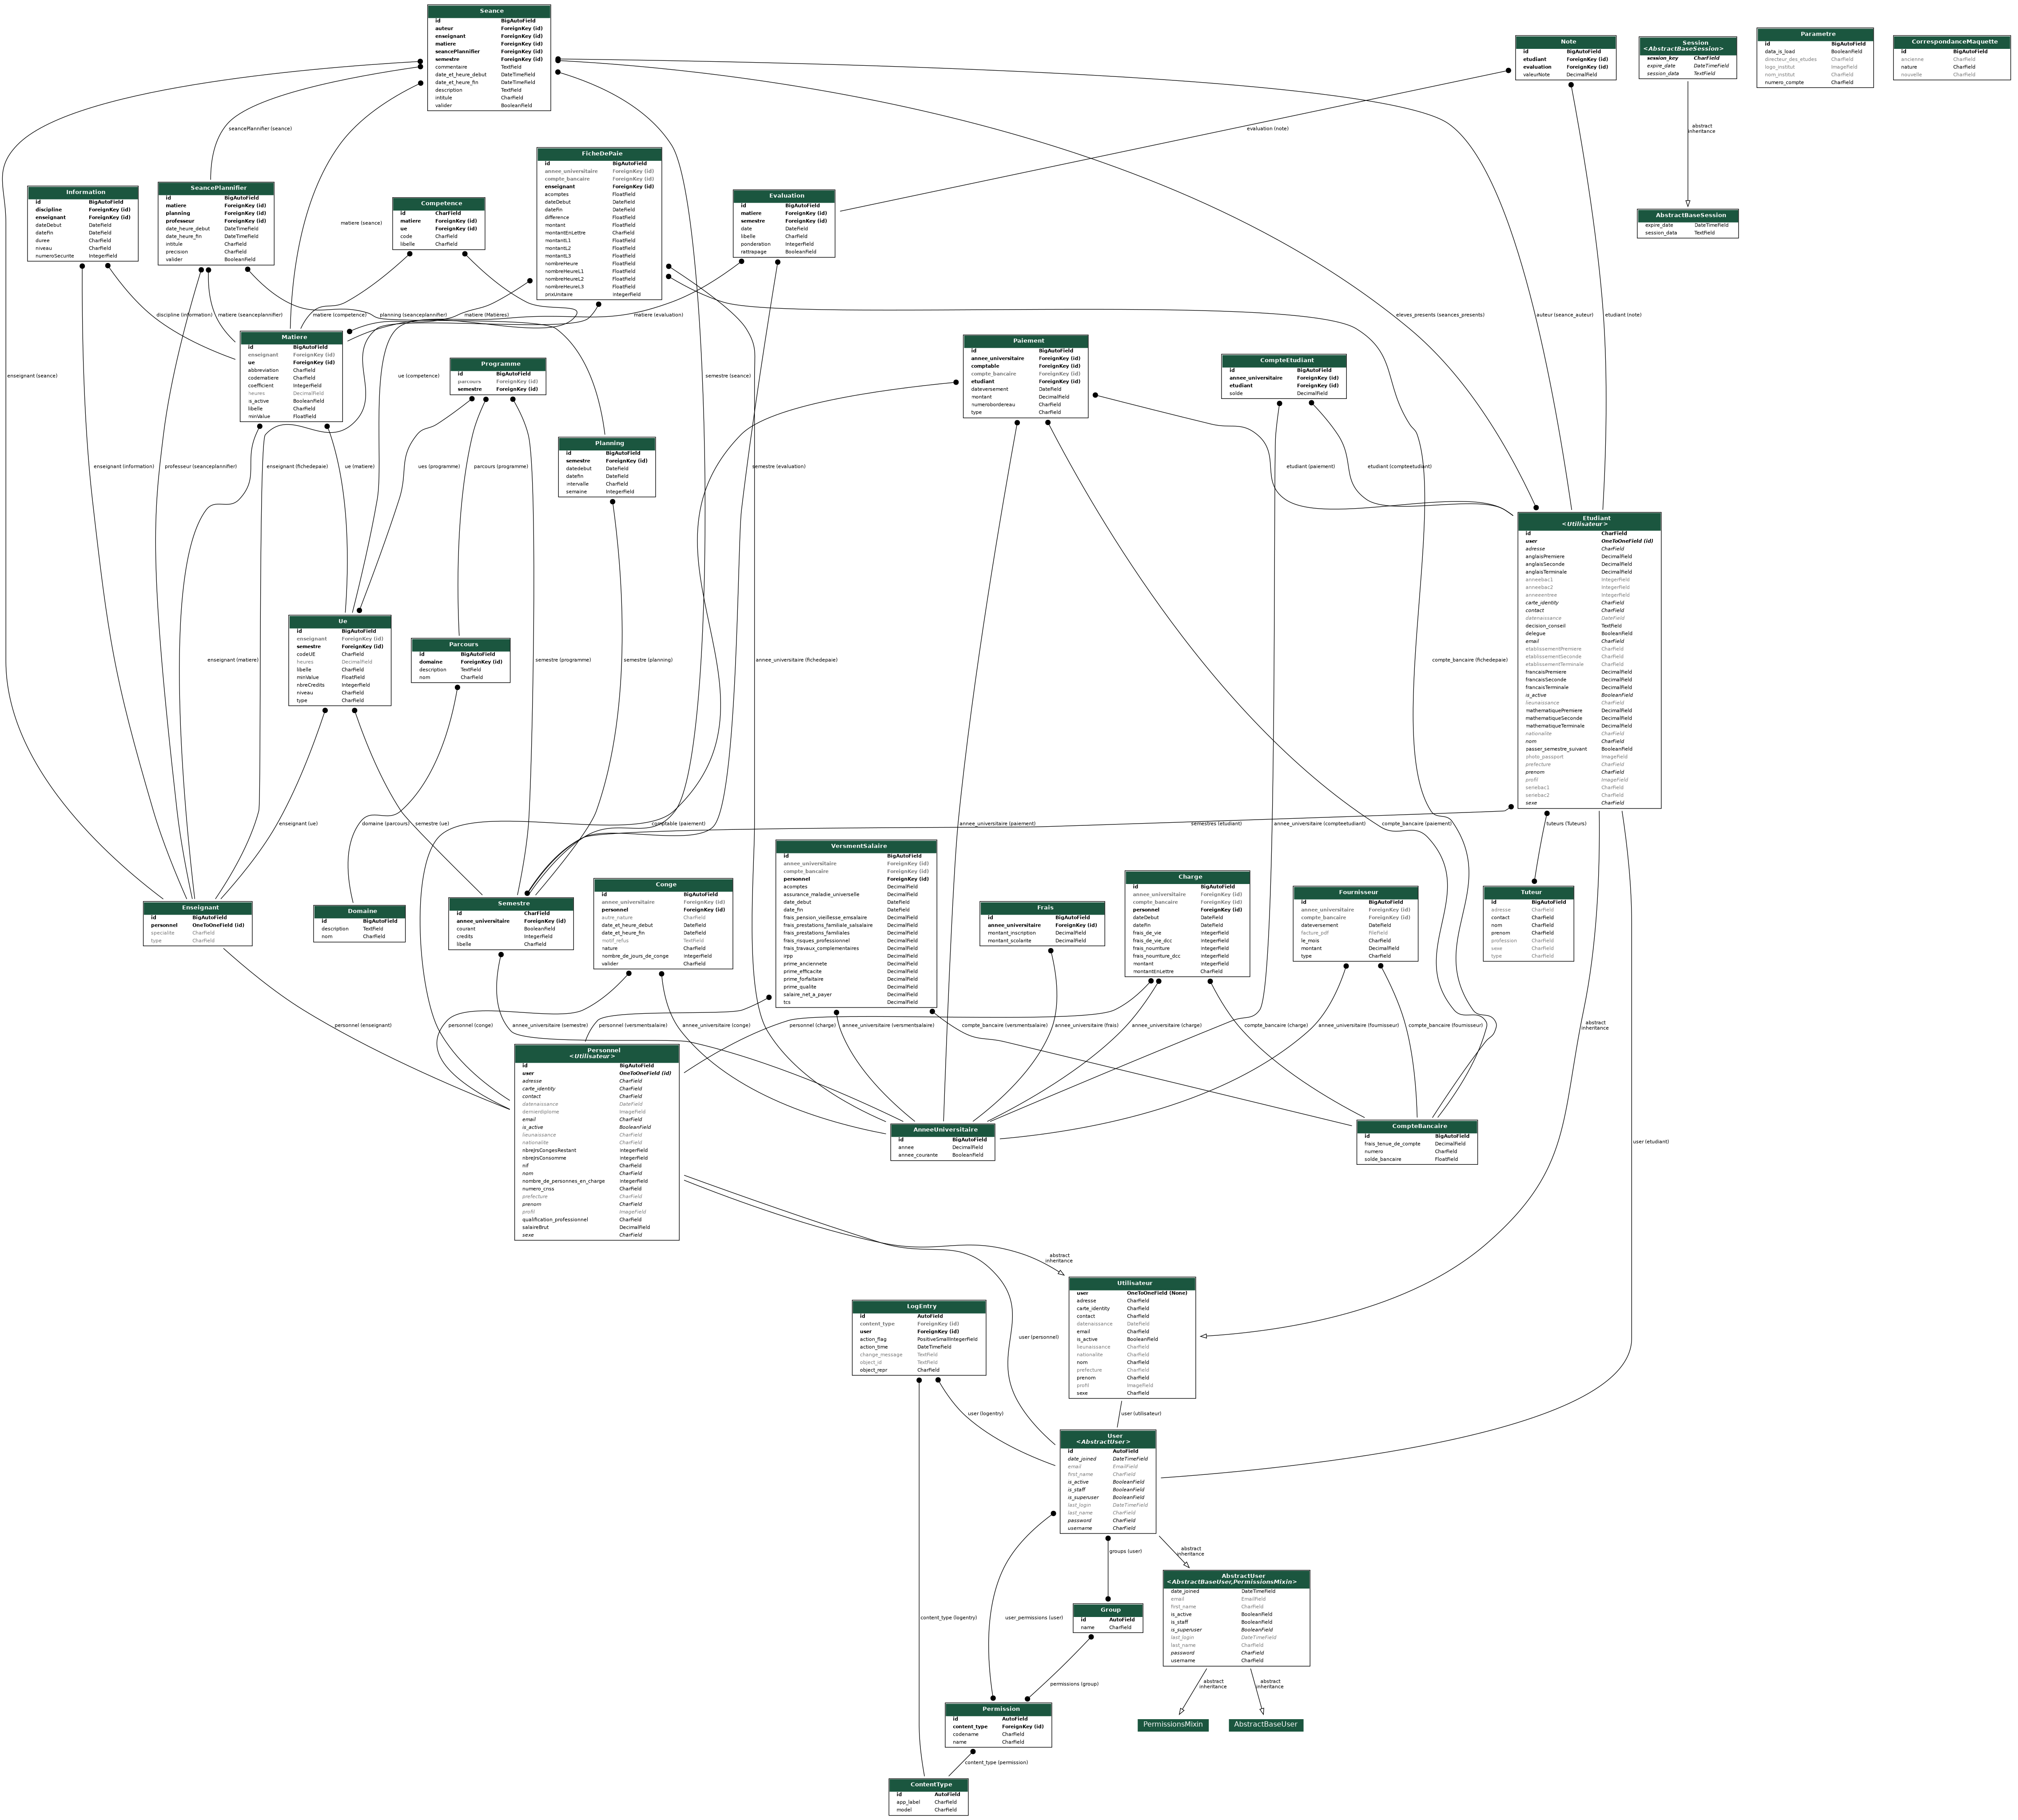 Seance
id BigAutoField
auteur ForeignKey (id)
enseignant ForeignKey (id)
matiere ForeignKey (id)
seancePlannifier ForeignKey (id)
semestre ForeignKey (id)
commentaire TextField
date_et_heure_debut DateTimeField
date_et_heure_fin DateTimeField
description TextField
intitule CharField
valider BooleanField
Note
id BigAutoField
etudiant ForeignKey (id)
evaluation ForeignKey (id)
valeurNote DecimalField
Session
<AbstractBaseSession>
session_key CharField
expire_date DateTimeField
session_data TextField
Parametre
id BigAutoField
data_is_load BooleanField
directeur_des_etudes CharField
logo_institut ImageField
nom_institut CharField
numero_compte CharField
CorrespondanceMaquette
id BigAutoField
ancienne CharField
nature CharField
nouvelle CharField
seancePlannifier (seance)
evaluation (note)
abstract
inheritance
FicheDePaie
id BigAutoField
annee_universitaire ForeignKey (id)
compte_bancaire ForeignKey (id)
enseignant ForeignKey (id)
acomptes FloatField
dateDebut DateField
dateFin DateField
difference FloatField
montant FloatField
montantEnLettre CharField
montantL1 FloatField
montantL2 FloatField
montantL3 FloatField
nombreHeure FloatField
nombreHeureL1 FloatField
nombreHeureL2 FloatField
nombreHeureL3 FloatField
prixUnitaire IntegerField
Information
id BigAutoField
discipline ForeignKey (id)
enseignant ForeignKey (id)
dateDebut DateField
dateFin DateField
duree CharField
niveau CharField
numeroSecurite IntegerField
SeancePlannifier
id BigAutoField
matiere ForeignKey (id)
planning ForeignKey (id)
professeur ForeignKey (id)
date_heure_debut DateTimeField
date_heure_fin DateTimeField
intitule CharField
precision CharField
valider BooleanField
Competence
id CharField
matiere ForeignKey (id)
ue ForeignKey (id)
code CharField
libelle CharField
Evaluation
id BigAutoField
matiere ForeignKey (id)
semestre ForeignKey (id)
date DateField
libelle CharField
ponderation IntegerField
rattrapage BooleanField
AbstractBaseSession
expire_date DateTimeField
session_data TextField
matiere (seance)
discipline (information)
matiere (seanceplannifier)
matiere (competence)
planning (seanceplannifier)
matiere (Matières)
matiere (evaluation)
eleves_presents (seances_presents)
auteur (seance_auteur)
etudiant (note)
Matiere
id BigAutoField
enseignant ForeignKey (id)
ue ForeignKey (id)
abbreviation CharField
codematiere CharField
coefficient IntegerField
heures DecimalField
is_active BooleanField
libelle CharField
minValue FloatField
Programme
id BigAutoField
parcours ForeignKey (id)
semestre ForeignKey (id)
Paiement
id BigAutoField
annee_universitaire ForeignKey (id)
comptable ForeignKey (id)
compte_bancaire ForeignKey (id)
etudiant ForeignKey (id)
dateversement DateField
montant DecimalField
numerobordereau CharField
type CharField
CompteEtudiant
id BigAutoField
annee_universitaire ForeignKey (id)
etudiant ForeignKey (id)
solde DecimalField
enseignant (seance)
ue (competence)
semestre (seance)
Planning
id BigAutoField
semestre ForeignKey (id)
datedebut DateField
datefin DateField
intervalle CharField
semaine IntegerField
enseignant (information)
professeur (seanceplannifier)
enseignant (fichedepaie)
ue (matiere)
ues (programme)
parcours (programme)
semestre (evaluation)
etudiant (paiement)
etudiant (compteetudiant)
Etudiant
<Utilisateur>
id CharField
user OneToOneField (id)
adresse CharField
anglaisPremiere DecimalField
anglaisSeconde DecimalField
anglaisTerminale DecimalField
anneebac1 IntegerField
anneebac2 IntegerField
anneeentree IntegerField
carte_identity CharField
contact CharField
datenaissance DateField
decision_conseil TextField
delegue BooleanField
email CharField
etablissementPremiere CharField
etablissementSeconde CharField
etablissementTerminale CharField
francaisPremiere DecimalField
francaisSeconde DecimalField
francaisTerminale DecimalField
is_active BooleanField
lieunaissance CharField
mathematiquePremiere DecimalField
mathematiqueSeconde DecimalField
mathematiqueTerminale DecimalField
nationalite CharField
nom CharField
passer_semestre_suivant BooleanField
photo_passport ImageField
prefecture CharField
prenom CharField
profil ImageField
seriebac1 CharField
seriebac2 CharField
sexe CharField
Ue
id BigAutoField
enseignant ForeignKey (id)
semestre ForeignKey (id)
codeUE CharField
heures DecimalField
libelle CharField
minValue FloatField
nbreCredits IntegerField
niveau CharField
type CharField
Parcours
id BigAutoField
domaine ForeignKey (id)
description TextField
nom CharField
enseignant (matiere)
semestre (programme)
semestre (planning)
annee_universitaire (fichedepaie)
compte_bancaire (fichedepaie)
enseignant (ue)
domaine (parcours)
semestre (ue)
comptable (paiement)
annee_universitaire (paiement)
semestres (etudiant)
annee_universitaire (compteetudiant)
compte_bancaire (paiement)
tuteurs (Tuteurs)
VersmentSalaire
id BigAutoField
annee_universitaire ForeignKey (id)
compte_bancaire ForeignKey (id)
personnel ForeignKey (id)
acomptes DecimalField
assurance_maladie_universelle DecimalField
date_debut DateField
date_fin DateField
frais_pension_vieillesse_emsalaire DecimalField
frais_prestations_familiale_salsalaire DecimalField
frais_prestations_familiales DecimalField
frais_risques_professionnel DecimalField
frais_travaux_complementaires DecimalField
irpp DecimalField
prime_anciennete DecimalField
prime_efficacite DecimalField
prime_forfaitaire DecimalField
prime_qualite DecimalField
salaire_net_a_payer DecimalField
tcs DecimalField
Enseignant
id BigAutoField
personnel OneToOneField (id)
specialite CharField
type CharField
Domaine
id BigAutoField
description TextField
nom CharField
Semestre
id CharField
annee_universitaire ForeignKey (id)
courant BooleanField
credits IntegerField
libelle CharField
Conge
id BigAutoField
annee_universitaire ForeignKey (id)
personnel ForeignKey (id)
autre_nature CharField
date_et_heure_debut DateField
date_et_heure_fin DateField
motif_refus TextField
nature CharField
nombre_de_jours_de_conge IntegerField
valider CharField
Frais
id BigAutoField
annee_universitaire ForeignKey (id)
montant_inscription DecimalField
montant_scolarite DecimalField
Charge
id BigAutoField
annee_universitaire ForeignKey (id)
compte_bancaire ForeignKey (id)
personnel ForeignKey (id)
dateDebut DateField
dateFin DateField
frais_de_vie IntegerField
frais_de_vie_dcc IntegerField
frais_nourriture IntegerField
frais_nourriture_dcc IntegerField
montant IntegerField
montantEnLettre CharField
Fournisseur
id BigAutoField
annee_universitaire ForeignKey (id)
compte_bancaire ForeignKey (id)
dateversement DateField
facture_pdf FileField
le_mois CharField
montant DecimalField
type CharField
Tuteur
id BigAutoField
adresse CharField
contact CharField
nom CharField
prenom CharField
profession CharField
sexe CharField
type CharField
personnel (enseignant)
personnel (conge)
annee_universitaire (semestre)
personnel (versmentsalaire)
annee_universitaire (conge)
personnel (charge)
annee_universitaire (versmentsalaire)
compte_bancaire (versmentsalaire)
annee_universitaire (frais)
annee_universitaire (charge)
compte_bancaire (charge)
annee_universitaire (fournisseur)
compte_bancaire (fournisseur)
abstract
inheritance
Personnel
<Utilisateur>
id BigAutoField
user OneToOneField (id)
adresse CharField
carte_identity CharField
contact CharField
datenaissance DateField
dernierdiplome ImageField
email CharField
is_active BooleanField
lieunaissance CharField
nationalite CharField
nbrejrsCongesRestant IntegerField
nbrejrsConsomme IntegerField
nif CharField
nom CharField
nombre_de_personnes_en_charge IntegerField
numero_cnss CharField
prefecture CharField
prenom CharField
profil ImageField
qualification_professionnel CharField
salaireBrut DecimalField
sexe CharField
AnneeUniversitaire
id BigAutoField
annee DecimalField
annee_courante BooleanField
CompteBancaire
id BigAutoField
frais_tenue_de_compte DecimalField
numero CharField
solde_bancaire FloatField
user (etudiant)
abstract
inheritance
Utilisateur
user OneToOneField (None)
adresse CharField
carte_identity CharField
contact CharField
datenaissance DateField
email CharField
is_active BooleanField
lieunaissance CharField
nationalite CharField
nom CharField
prefecture CharField
prenom CharField
profil ImageField
sexe CharField
LogEntry
id AutoField
content_type ForeignKey (id)
user ForeignKey (id)
action_flag PositiveSmallIntegerField
action_time DateTimeField
change_message TextField
object_id TextField
object_repr CharField
user (personnel)
user (logentry)
user (utilisateur)
User
<AbstractUser>
id AutoField
date_joined DateTimeField
email EmailField
first_name CharField
is_active BooleanField
is_staff BooleanField
is_superuser BooleanField
last_login DateTimeField
last_name CharField
password CharField
username CharField
groups (user)
abstract
inheritance
AbstractUser
<AbstractBaseUser,PermissionsMixin>
date_joined DateTimeField
email EmailField
first_name CharField
is_active BooleanField
is_staff BooleanField
is_superuser BooleanField
last_login DateTimeField
last_name CharField
password CharField
username CharField
Group
id AutoField
name CharField
content_type (logentry)
user_permissions (user)
permissions (group)
abstract
inheritance
abstract
inheritance
Permission
id AutoField
content_type ForeignKey (id)
codename CharField
name CharField
PermissionsMixin
AbstractBaseUser
content_type (permission)
ContentType
id AutoField
app_label CharField
model CharField